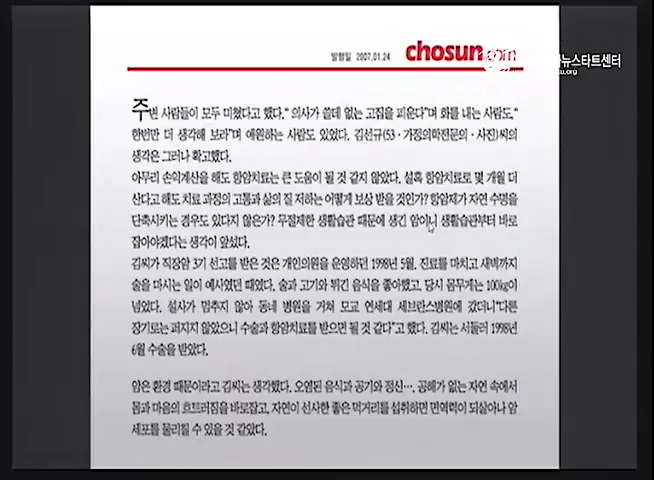 발행일 2007.01.24 chosun.com
뉴스타트센터
주변 사람들이 모두 미쳤다고 했다.“ 의사가 쓸데 없는 고집을 피운다”며 화를 내는 사람도,“
한번만 더 생각해 보라”며 애원하는 사람도 있었다. 김선규(53·가정의학전문의·사진)씨의
생각은 그러나 확고했다.
아무리 손익계산을 해도 항암치료는 큰 도움이 될 것 같지 않았다. 설혹 항암치료로 몇 개월 더
산다고 해도 치료 과정의 고통과 삶의 질 저하는 어떻게 보상 받을 것인가? 항암제가 자연 수명을
단축시키는 경우도 있다지 않은가? 무절제한 생활습관 때문에 생긴 암이니 생활습관부터 바로
잡아야겠다는 생각이 앞섰다.
김씨가 직장암 3기 선고를 받은 것은 개인의원을 운영하던 1998년 5월. 진료를 마치고 새벽까지
술을 마시는 일이 예사였던 때였다. 술과 고기와 튀긴 음식을 좋아했고, 당시 몸무게는 100kg이
넘었다. 설사가 멈추지 않아 동네 병원을 거쳐 모교 연세대 세브란스병원에 갔더니“다른
장기로는 퍼지지 않았으니 수술과 항암치료를 받으면 될 것 같다”고 했다. 김씨는 서둘러 1998년
6월 수술을 받았다.
암은 환경 때문이라고 김씨는 생각했다. 오염된 음식과 공기와 정신…. 공해가 없는 자연 속에서
몸과 마음의 흐트러짐을 바로잡고, 자연이 선사한 좋은 먹거리를 섭취하면 면역력이 되살아나 암
세포를 물리칠 수 있을 것 같았다.